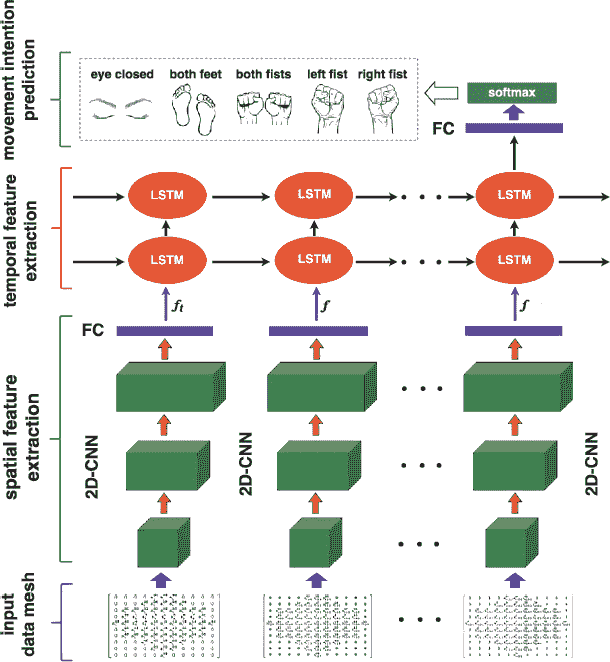 movement intention
prediction
eye closed both feet both fists left fist right fist
softmax
FC
temporal feature
extraction
LSTM LSTM LSTM
LSTM LSTM LSTM
f_t f f
FC
spatial feature
extraction
2D-CNN 2D-CNN 2D-CNN
input
data mesh